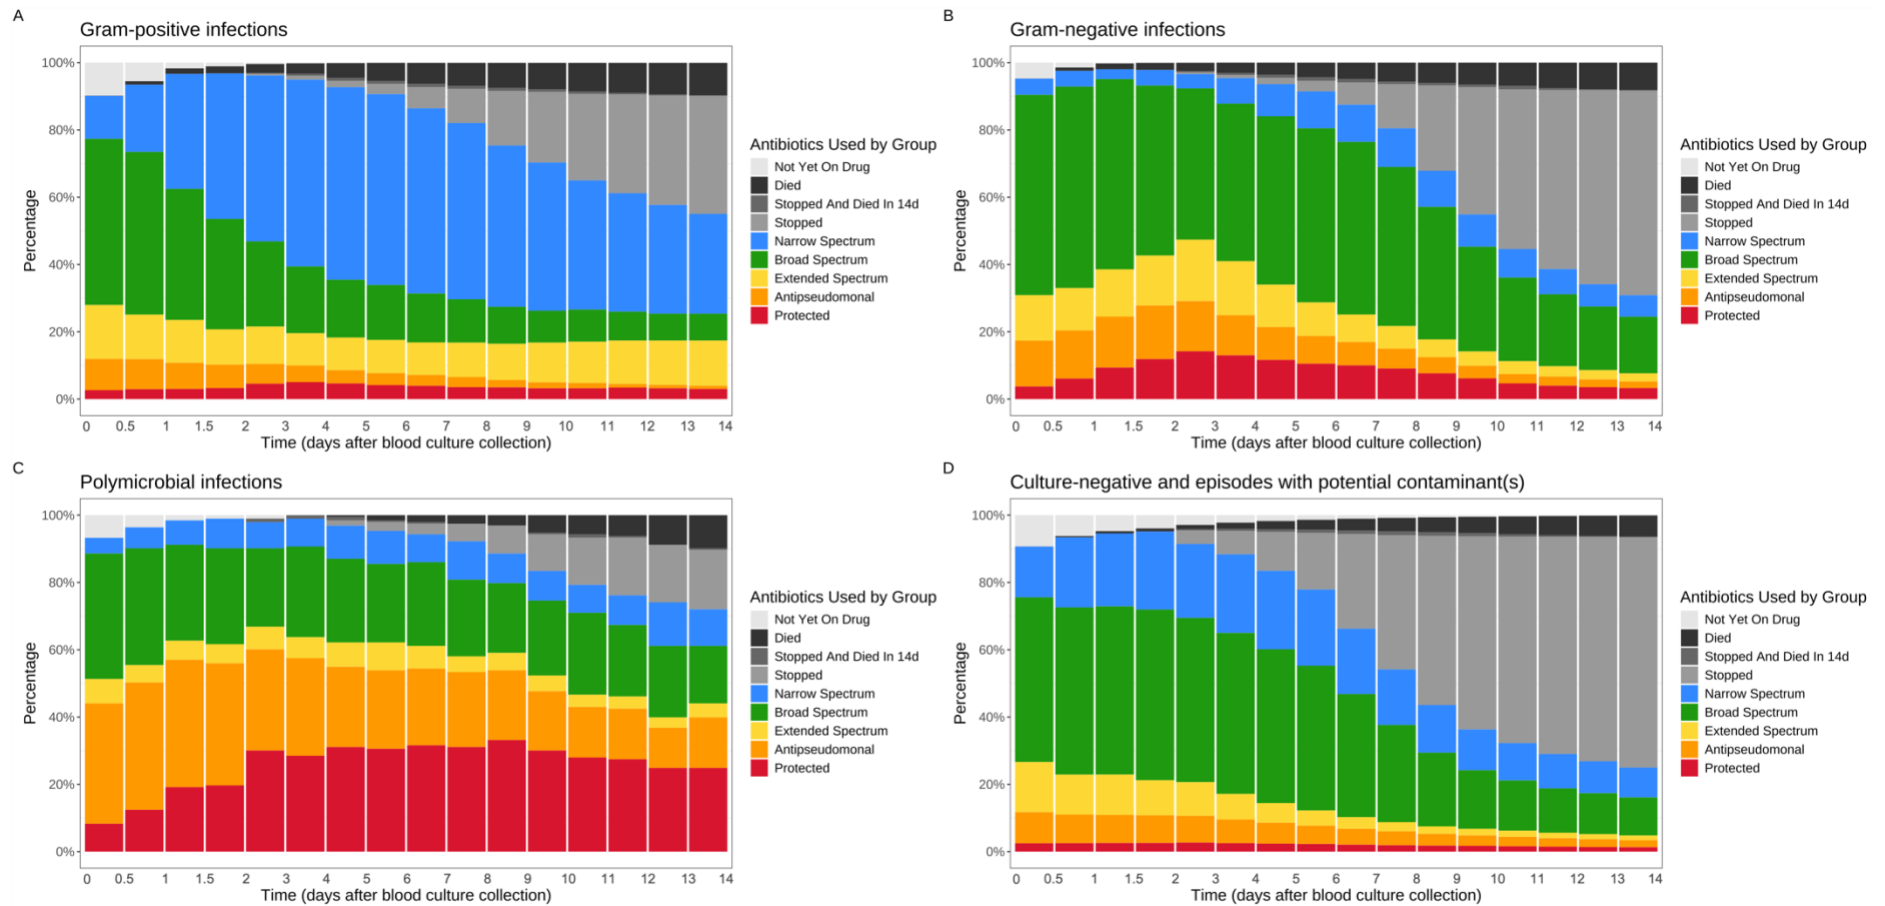 A
Gram-positive infections
100%
80%
60%
40%
20%
0%
Percentage
0 0.5 1 1.5 2 3 4 5 6 7 8 9 10 11 12 13 14
Time (days after blood culture collection)
Antibiotics Used by Group
Not Yet On Drug
Died
Stopped And Died In 14d
Stopped
Narrow Spectrum
Broad Spectrum
Extended Spectrum
Antipseudomonal
Protected
B
Gram-negative infections
100%
80%
60%
40%
20%
0%
Percentage
0 0.5 1 1.5 2 3 4 5 6 7 8 9 10 11 12 13 14
Time (days after blood culture collection)
Antibiotics Used by Group
Not Yet On Drug
Died
Stopped And Died In 14d
Stopped
Narrow Spectrum
Broad Spectrum
Extended Spectrum
Antipseudomonal
Protected
C
Polymicrobial infections
100%
80%
60%
40%
20%
0%
Percentage
0 0.5 1 1.5 2 3 4 5 6 7 8 9 10 11 12 13 14
Time (days after blood culture collection)
Antibiotics Used by Group
Not Yet On Drug
Died
Stopped And Died In 14d
Stopped
Narrow Spectrum
Broad Spectrum
Extended Spectrum
Antipseudomonal
Protected
D
Culture-negative and episodes with potential contaminant(s)
100%
80%
60%
40%
20%
0%
Percentage
0 0.5 1 1.5 2 3 4 5 6 7 8 9 10 11 12 13 14
Time (days after blood culture collection)
Antibiotics Used by Group
Not Yet On Drug
Died
Stopped And Died In 14d
Stopped
Narrow Spectrum
Broad Spectrum
Extended Spectrum
Antipseudomonal
Protected